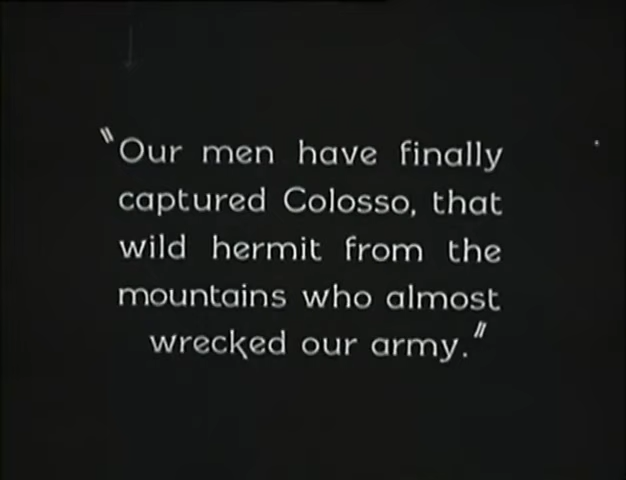 "Our men have finally
captured Colosso, that
wild hermit from the
mountains who almost
wrecked our army."